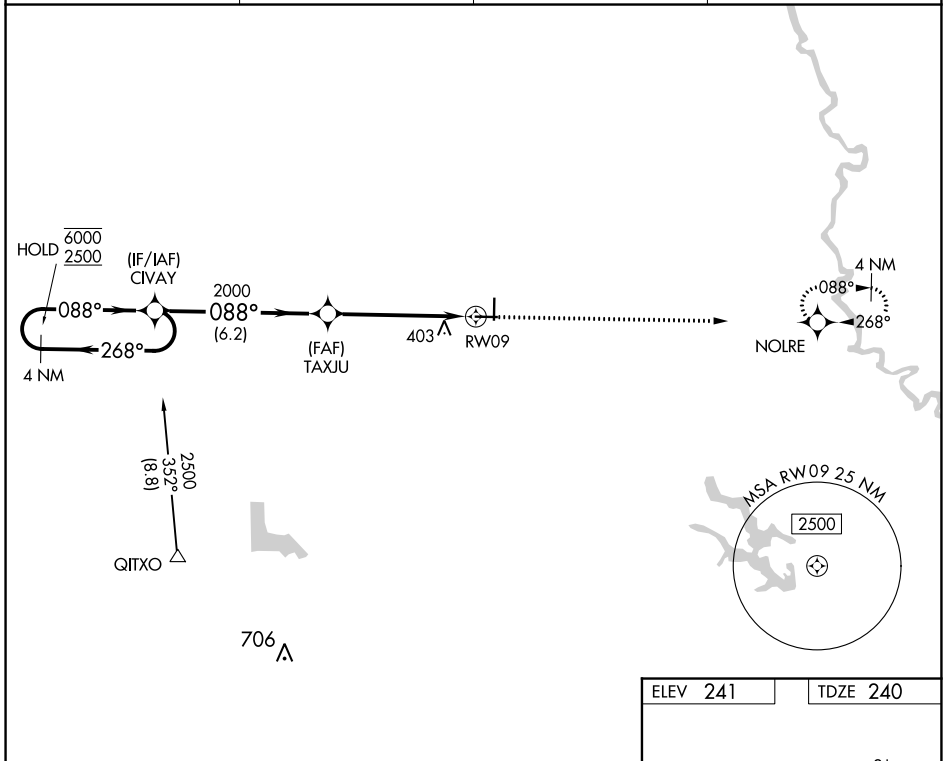 HOLD 6000
2500
(IF/IAF)
CIVAY
088°
268°
4 NM
2000
088°
(6.2)
(FAF)
TAXJU
403
RW09
4 NM
088°
268°
NOLRE
2500
352°
(8.8)
QITXO
706
MSA RW09 25 NM
2500
ELEV 241
TDZE 240